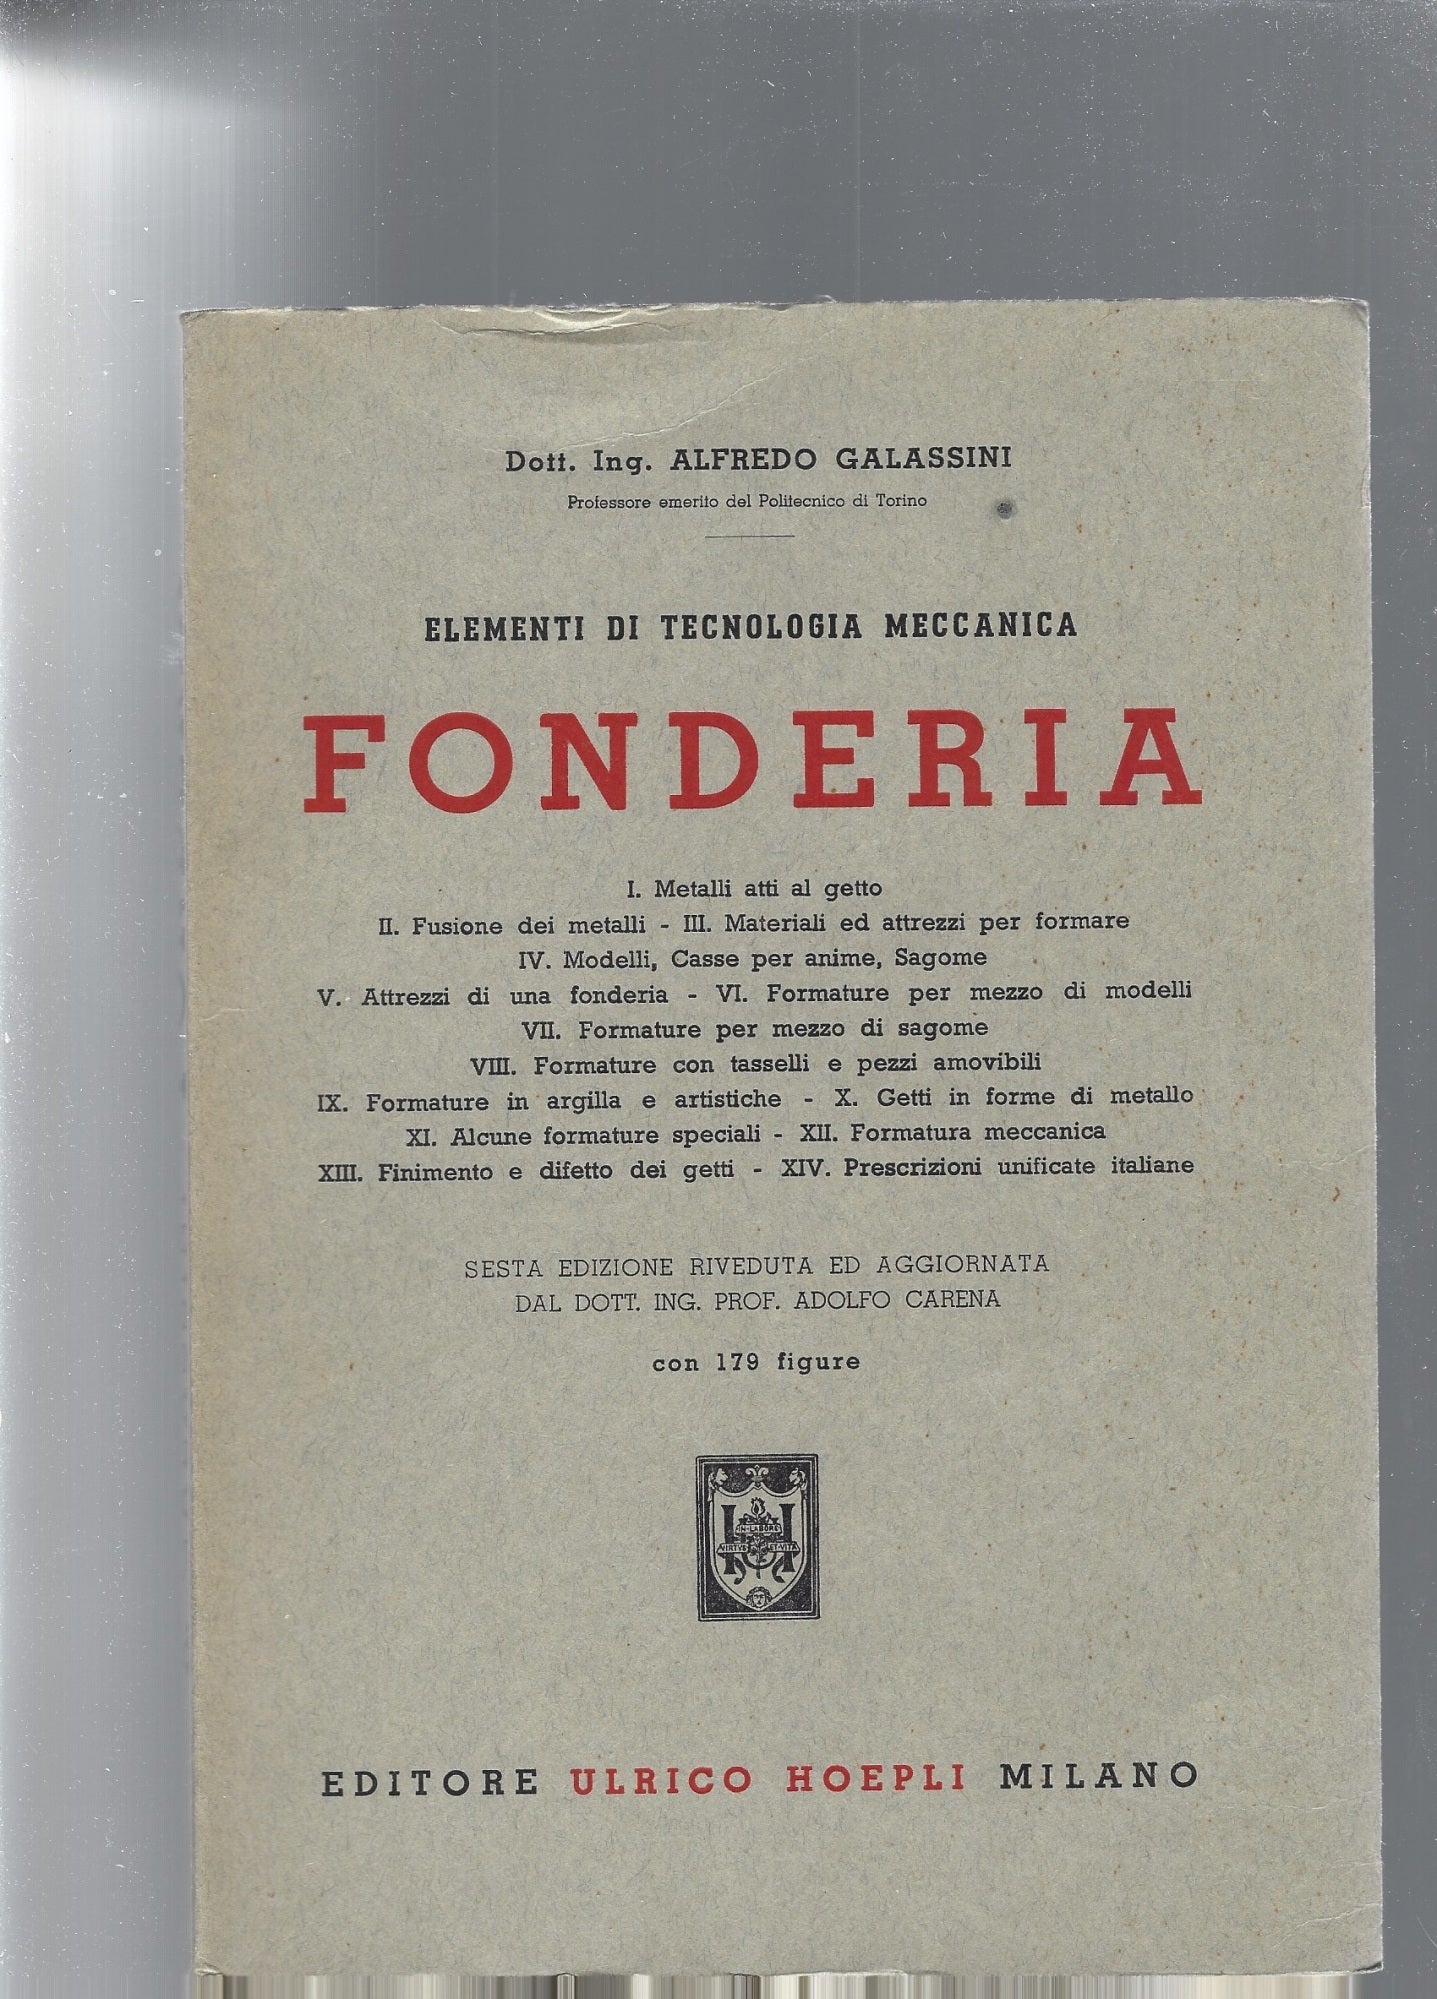 Dott. Ing. ALFREDO GALASSINI
Professore emerito del Politecnico di Torino
ELEMENTI DI TECNOLOGIA MECCANICA
FONDERIA
I. Metalli atti al getto
II. Fusione dei metalli - III. Materiali ed attrezzi per formare
IV. Modelli, Casse per anime, Sagome
V. Attrezzi di una fonderia - VI. Formature per mezzo di modelli
VII. Formature per mezzo di sagome
VIII. Formature con tasselli e pezzi amovibili
IX. Formature in argilla e artistiche - X. Getti in forme di metallo
XI. Alcune formature speciali - XII. Formatura meccanica
XIII. Finimento e difetto dei getti - XIV. Prescrizioni unificate italiane
SESTA EDIZIONE RIVEDUTA ED AGGIORNATA
DAL DOTT. ING. PROF. ADOLFO CARENA
con 179 figure
H
IN LABORE
VIRTVS ET VITA
EDITORE ULRICO HOEPLI MILANO